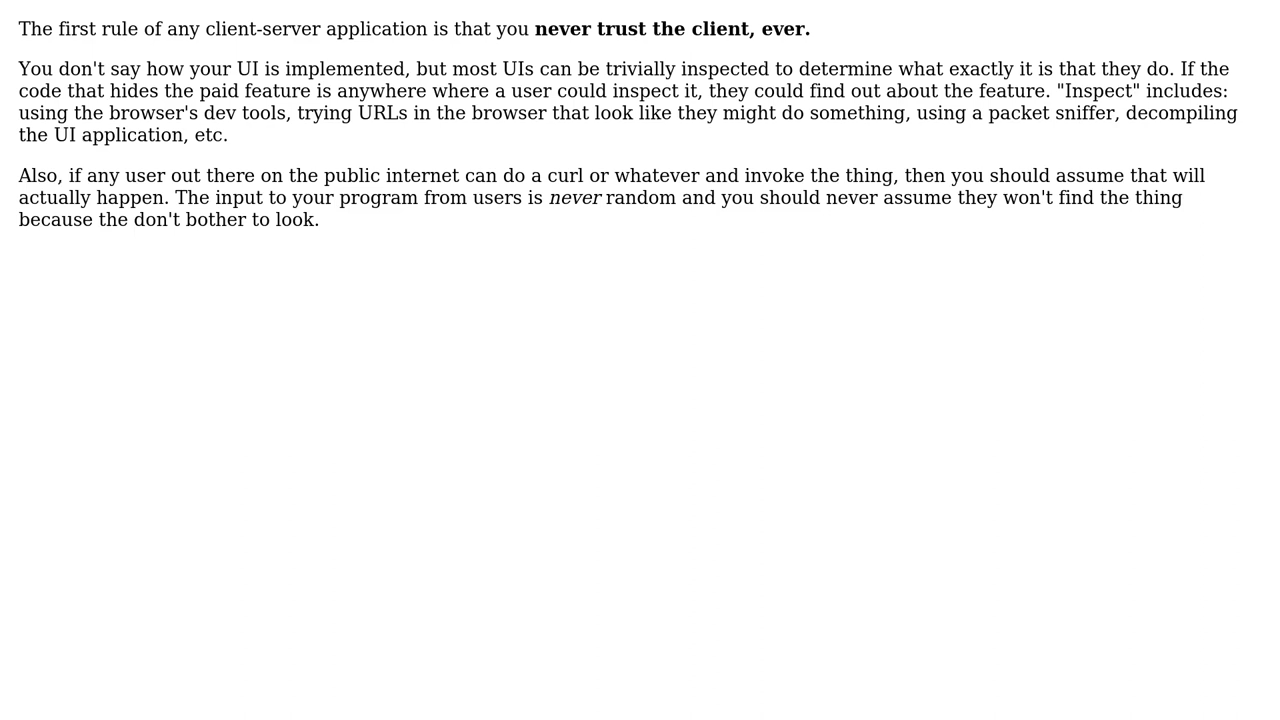 The first rule of any client-server application is that you never trust the client, ever.
You don't say how your UI is implemented, but most UIs can be trivially inspected to determine what exactly it is that they do. If the
code that hides the paid feature is anywhere where a user could inspect it, they could find out about the feature. "Inspect" includes:
using the browser's dev tools, trying URLs in the browser that look like they might do something, using a packet sniffer, decompiling
the UI application, etc.
Also, if any user out there on the public internet can do a curl or whatever and invoke the thing, then you should assume that will
actually happen. The input to your program from users is never random and you should never assume they won't find the thing
because the don't bother to look.